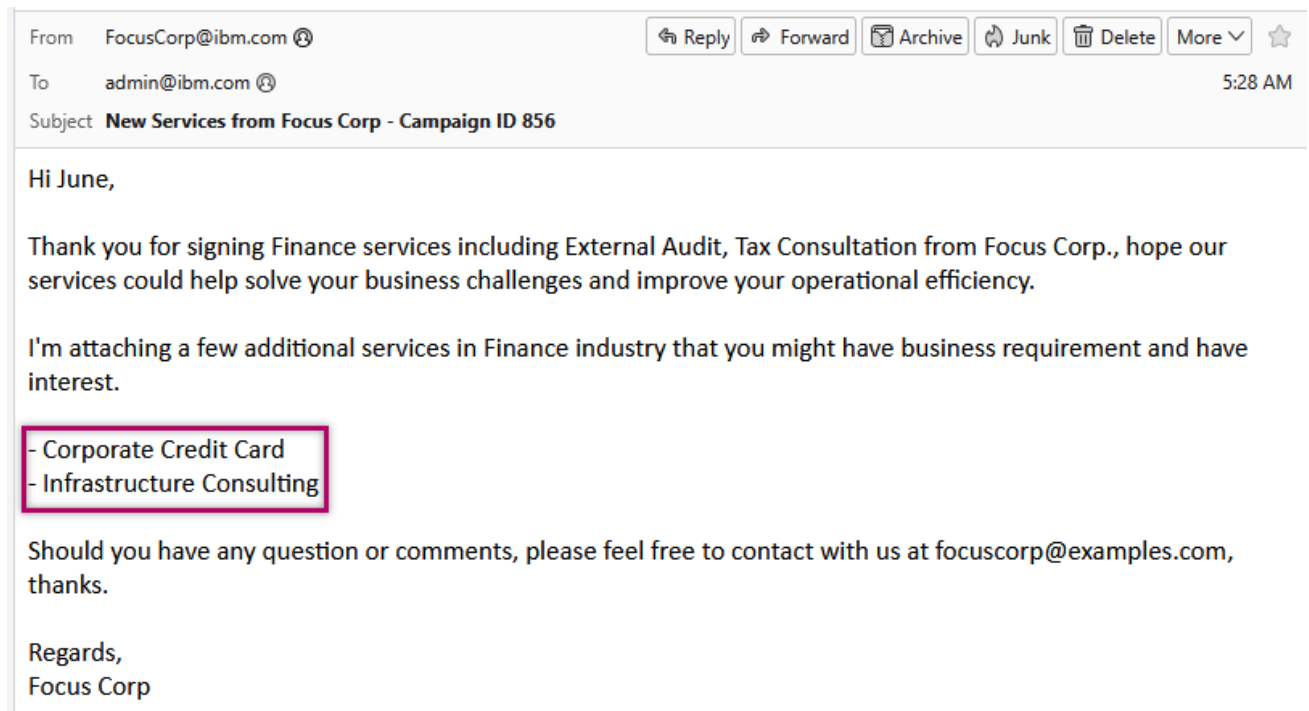 From FocusCorp@ibm.com Reply Forward Archive Junk Delete More
To admin@ibm.com 5:28 AM
Subject New Services from Focus Corp - Campaign ID 856
Hi June,
Thank you for signing Finance services including External Audit, Tax Consultation from Focus Corp., hope our
services could help solve your business challenges and improve your operational efficiency.
I'm attaching a few additional services in Finance industry that you might have business requirement and have
interest.
- Corporate Credit Card
- Infrastructure Consulting
Should you have any question or comments, please feel free to contact with us at focuscorp@examples.com,
thanks.
Regards,
Focus Corp